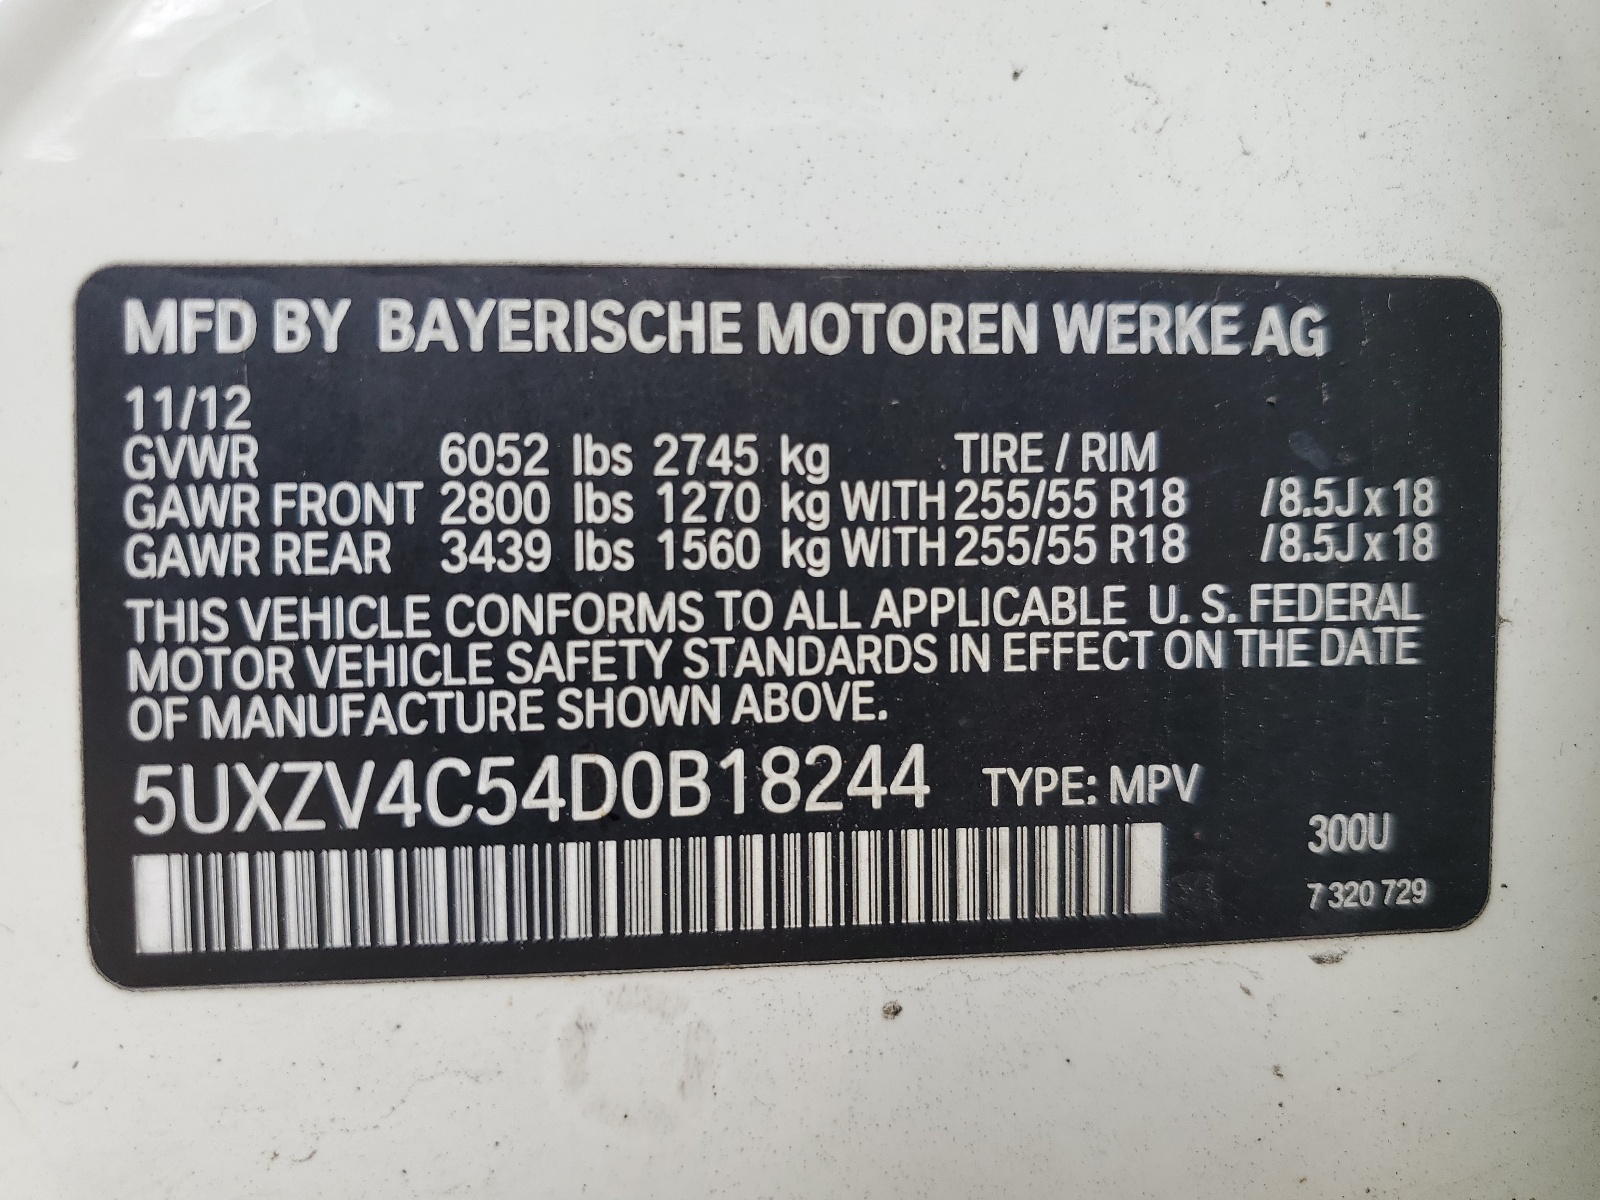 MFD BY BAYERISCHE MOTOREN WERKE AG
11/12
GVWR 6052 lbs 2745 kg TIRE / RIM
GAWR FRONT 2800 lbs 1270 kg WITH 255/55 R18 /8.5J x 18
GAWR REAR 3439 lbs 1560 kg WITH 255/55 R18 /8.5J x 18
THIS VEHICLE CONFORMS TO ALL APPLICABLE U. S. FEDERAL
MOTOR VEHICLE SAFETY STANDARDS IN EFFECT ON THE DATE
OF MANUFACTURE SHOWN ABOVE.
5UXZV4C54D0B18244 TYPE: MPV
300U
7 320 729